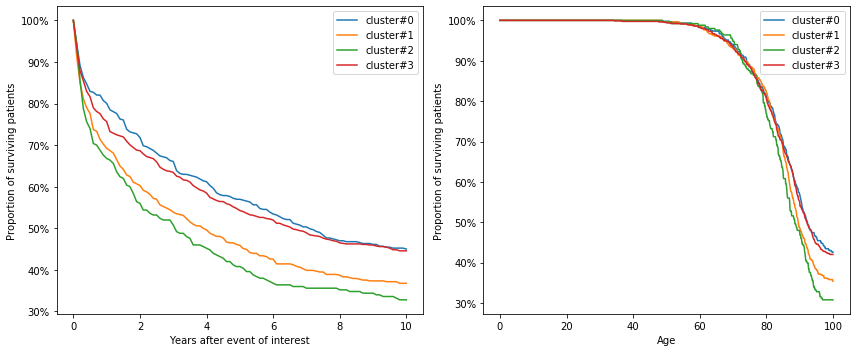 Proportion of surviving patients
100%
90%
80%
70%
60%
50%
40%
30%
0
2
4
6
8
10
Years after event of interest
cluster#0
cluster#1
cluster#2
cluster#3
Proportion of surviving patients
100%
90%
80%
70%
60%
50%
40%
30%
0
20
40
60
80
100
Age
cluster#0
cluster#1
cluster#2
cluster#3